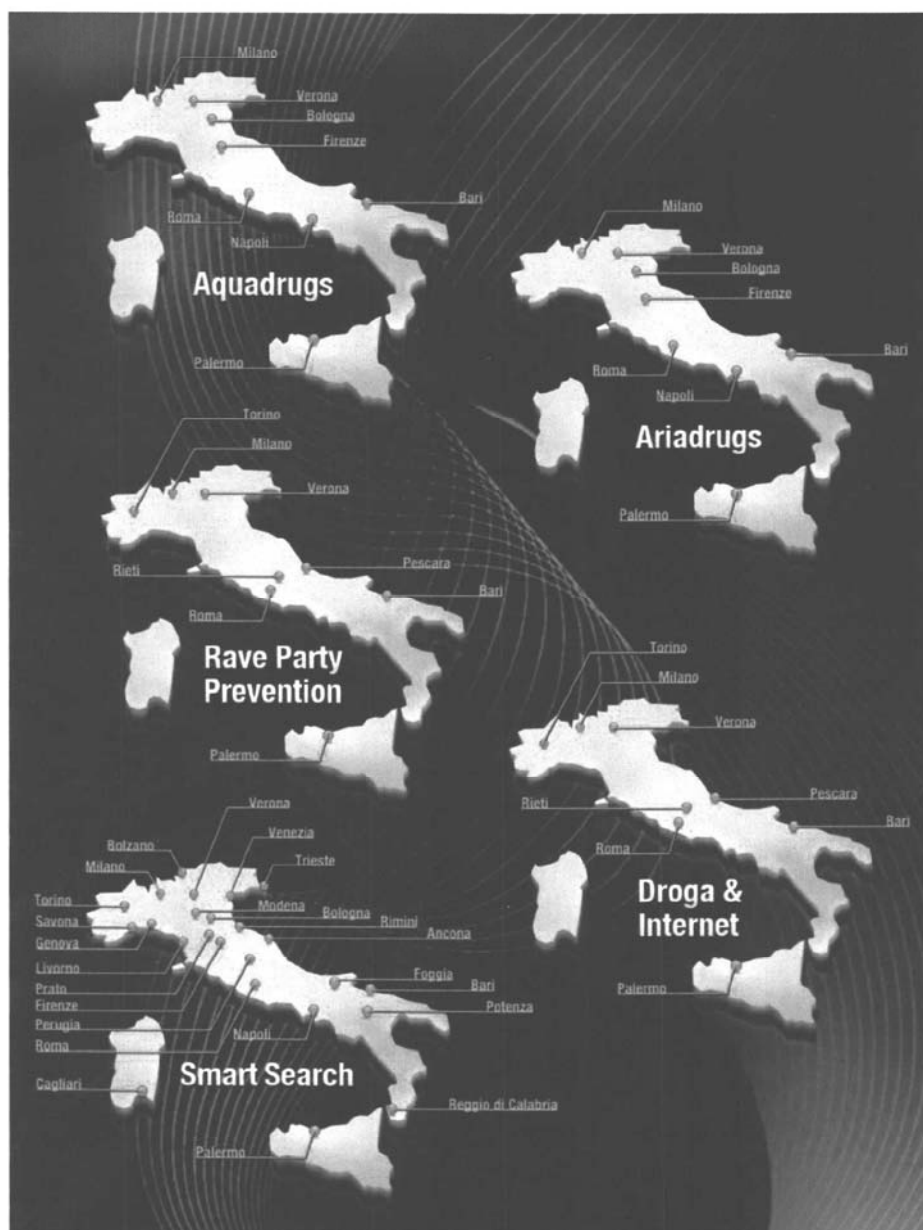 Milano
Verona
Bologna
Firenze
Bari
Roma
Napoli
Aquadrugs
Palermo
Milano
Verona
Bologna
Firenze
Bari
Roma
Napoli
Ariadrugs
Palermo
Torino
Milano
Verona
Pescara
Rieti
Bari
Roma
Rave Party
Prevention
Palermo
Torino
Milano
Verona
Pescara
Rieti
Bari
Roma
Droga &
Internet
Palermo
Verona
Venezia
Bolzano
Trieste
Milano
Torino
Modena
Bologna
Savona
Rimini
Genova
Ancona
Livorno
Foggia
Prato
Bari
Firenze
Potenza
Perugia
Napoli
Roma
Smart Search
Cagliari
Reggio di Calabria
Palermo